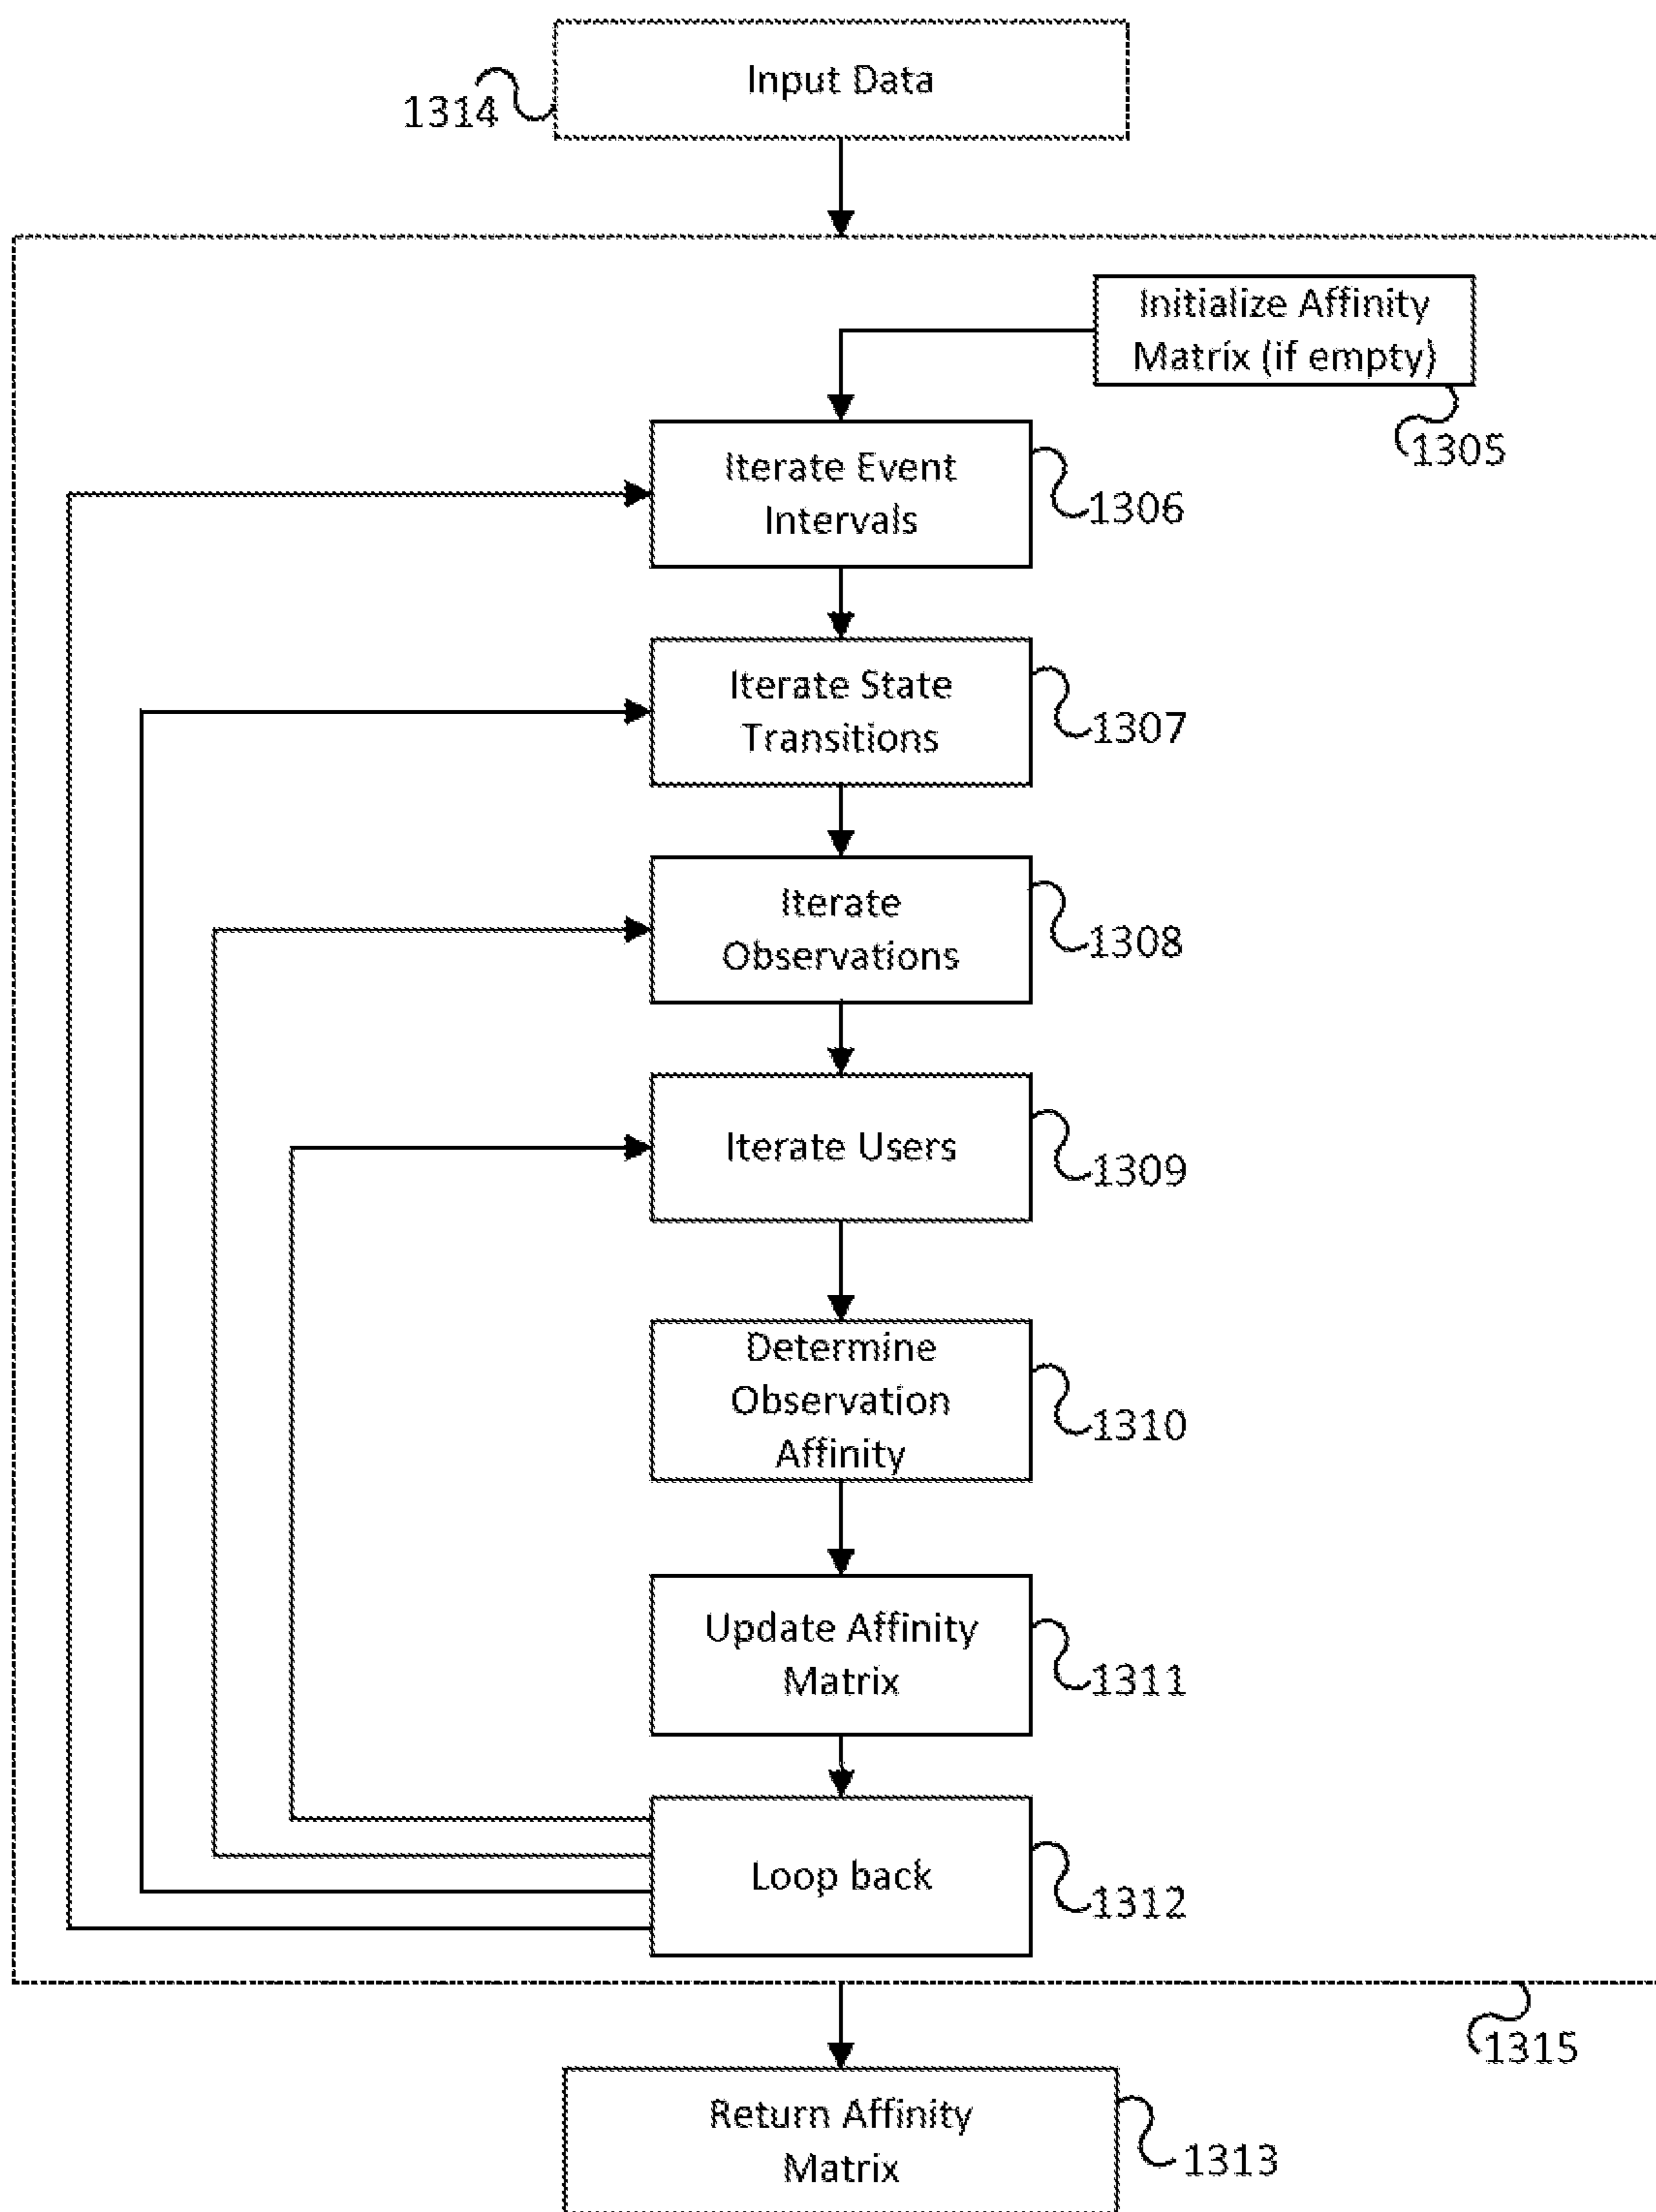 Input Data
1314
Initialize Affinity
Matrix (if empty)
1305
Iterate Event
Intervals
1306
Iterate State
Transitions
1307
Iterate
Observations
1308
Iterate Users
1309
Determine
Observation
Affinity
1310
Update Affinity
Matrix
1311
Loop back
1312
1315
Return Affinity
Matrix
1313